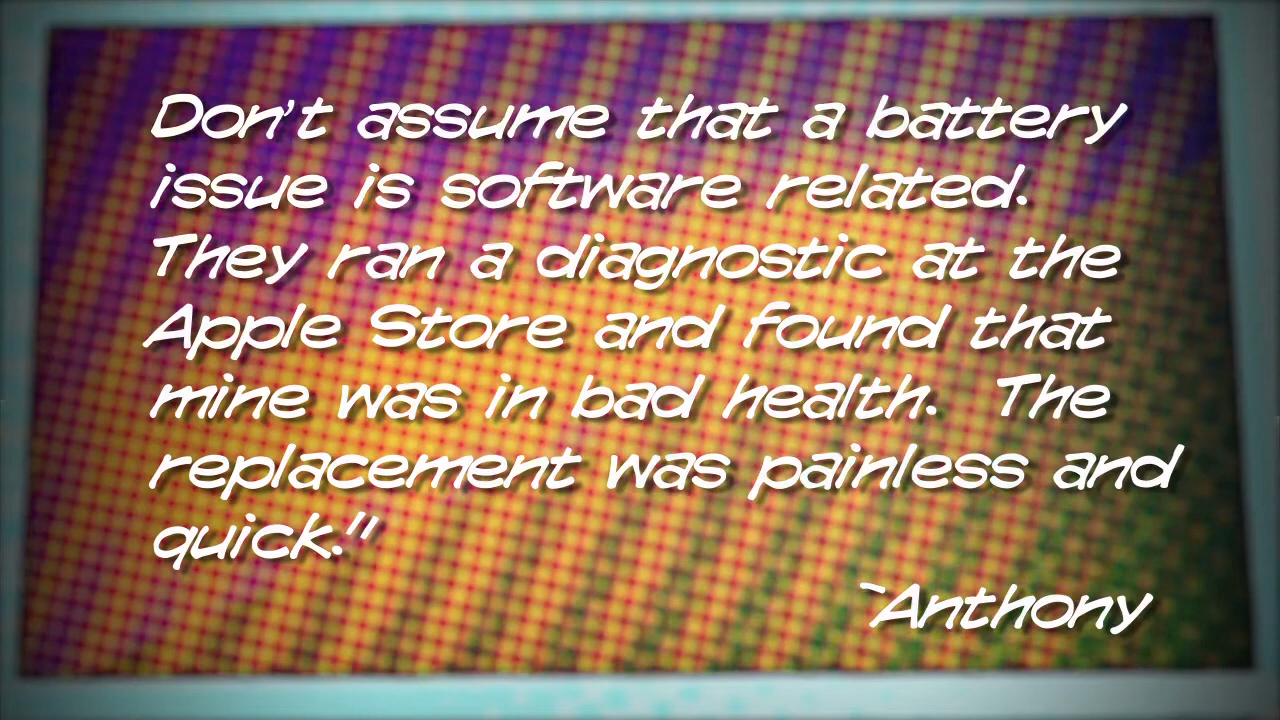 Don't assume that a battery
issue is software related.
They ran a diagnostic at the
Apple Store and found that
mine was in bad health.  The
replacement was painless and
quick."
~Anthony